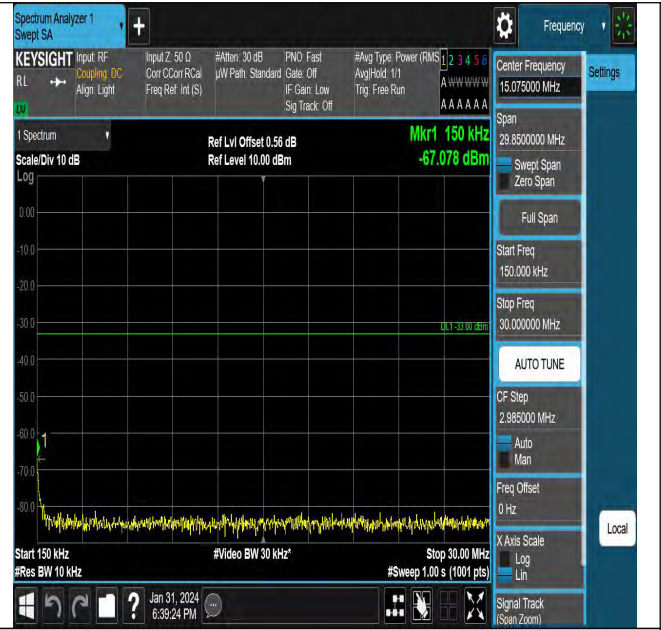 Spectrum Analyzer 1
Swept SA
+
Frequency
KEYSIGHT
RL
Input: RF
Coupling: DC
Align: Light
Input Z: 50 Ω
Corr CCorr RCal
Freq Ref: Int (S)
#Atten: 30 dB
µW Path: Standard
PNO: Fast
Gate: Off
IF Gain: Low
Sig Track: Off
#Avg Type: Power (RMS
Avg|Hold: 1/1
Trig: Free Run
1 2 3 4 5 6
A W W W W W
A A A A A A
1 Spectrum
Scale/Div 10 dB
Log
Ref Lvl Offset 0.56 dB
Ref Level 10.00 dBm
Mkr1 150 kHz
-67.078 dBm
0.00
-10.0
-20.0
-30.0
DL1 -33.00 dBm
-40.0
-50.0
-60.0
1
-70.0
-80.0
Start 150 kHz
#Res BW 10 kHz
#Video BW 30 kHz*
Stop 30.00 MHz
#Sweep 1.00 s (1001 pts)
?
Jan 31, 2024
6:39:24 PM
Center Frequency
15.075000 MHz
Settings
Span
29.8500000 MHz
Swept Span
Zero Span
Full Span
Start Freq
150.000 kHz
Stop Freq
30.000000 MHz
AUTO TUNE
CF Step
2.985000 MHz
Auto
Man
Freq Offset
0 Hz
X Axis Scale
Log
Lin
Local
Signal Track
(Span Zoom)